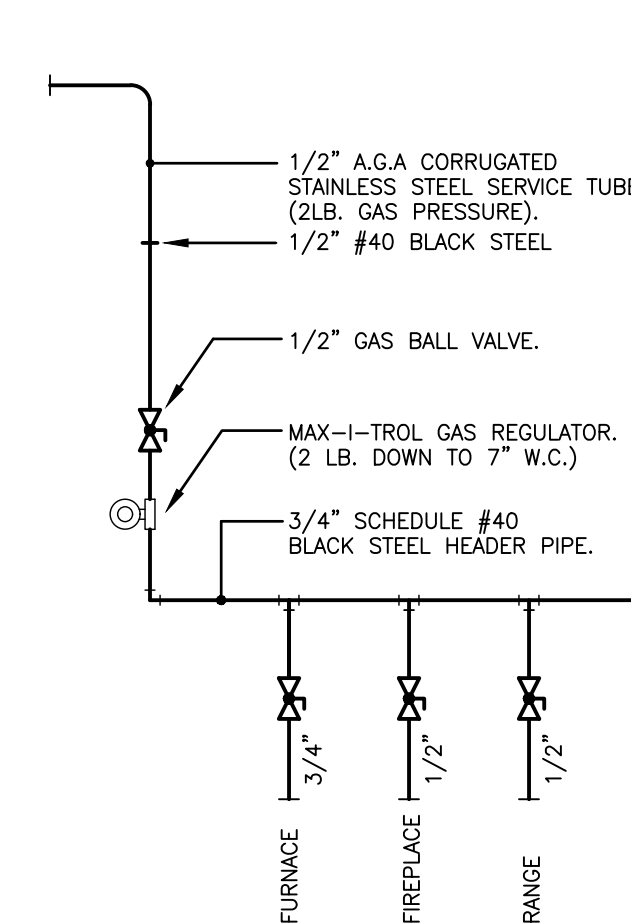 1/2" A.G.A CORRUGATED
STAINLESS STEEL SERVICE TUBE
(2LB. GAS PRESSURE).
1/2" #40 BLACK STEEL
1/2" GAS BALL VALVE.
MAX-I-TROL GAS REGULATOR.
(2 LB. DOWN TO 7" W.C.)
3/4" SCHEDULE #40
BLACK STEEL HEADER PIPE.
3/4"
1/2"
1/2"
FURNACE
FIREPLACE
RANGE